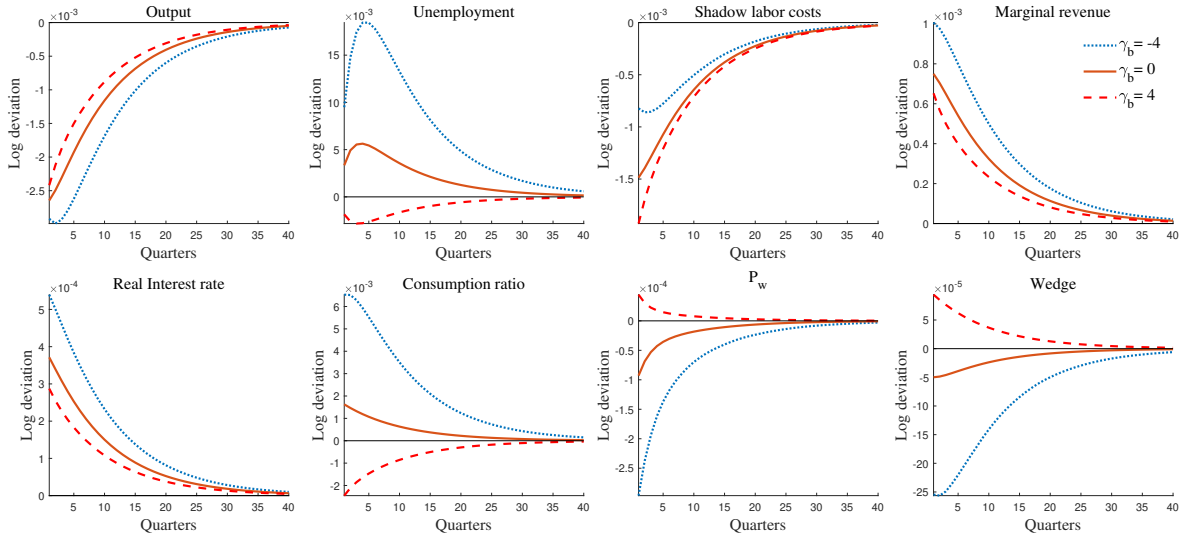 Output
×10⁻³
0
-0.5
-1
-1.5
-2
-2.5
Log deviation
5 10 15 20 25 30 35 40
Quarters
Unemployment
×10⁻³
15
10
5
0
Log deviation
5 10 15 20 25 30 35 40
Quarters
Shadow labor costs
×10⁻³
0
-0.5
-1
-1.5
Log deviation
5 10 15 20 25 30 35 40
Quarters
Marginal revenue
×10⁻³
1
0.8
0.6
0.4
0.2
0
Log deviation
γ_b = -4
γ_b = 0
γ_b = 4
5 10 15 20 25 30 35 40
Quarters
Real Interest rate
×10⁻⁴
5
4
3
2
1
0
Log deviation
5 10 15 20 25 30 35 40
Quarters
Consumption ratio
×10⁻³
6
5
4
3
2
1
0
-1
-2
Log deviation
5 10 15 20 25 30 35 40
Quarters
P_w
×10⁻⁴
0
-0.5
-1
-1.5
-2
-2.5
Log deviation
5 10 15 20 25 30 35 40
Quarters
Wedge
×10⁻⁵
5
0
-5
-10
-15
-20
-25
Log deviation
5 10 15 20 25 30 35 40
Quarters